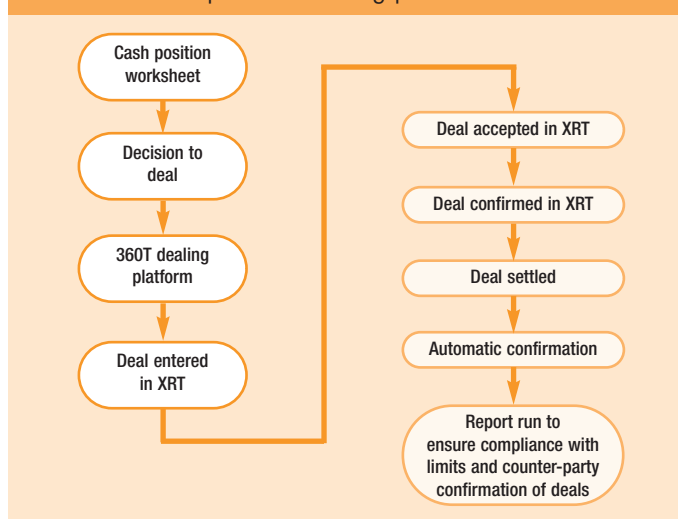 Cash position
worksheet
Decision to
deal
360T dealing
platform
Deal entered
in XRT
Deal accepted in XRT
Deal confirmed in XRT
Deal settled
Automatic confirmation
Report run to
ensure compliance with
limits and counter-party
confirmation of deals